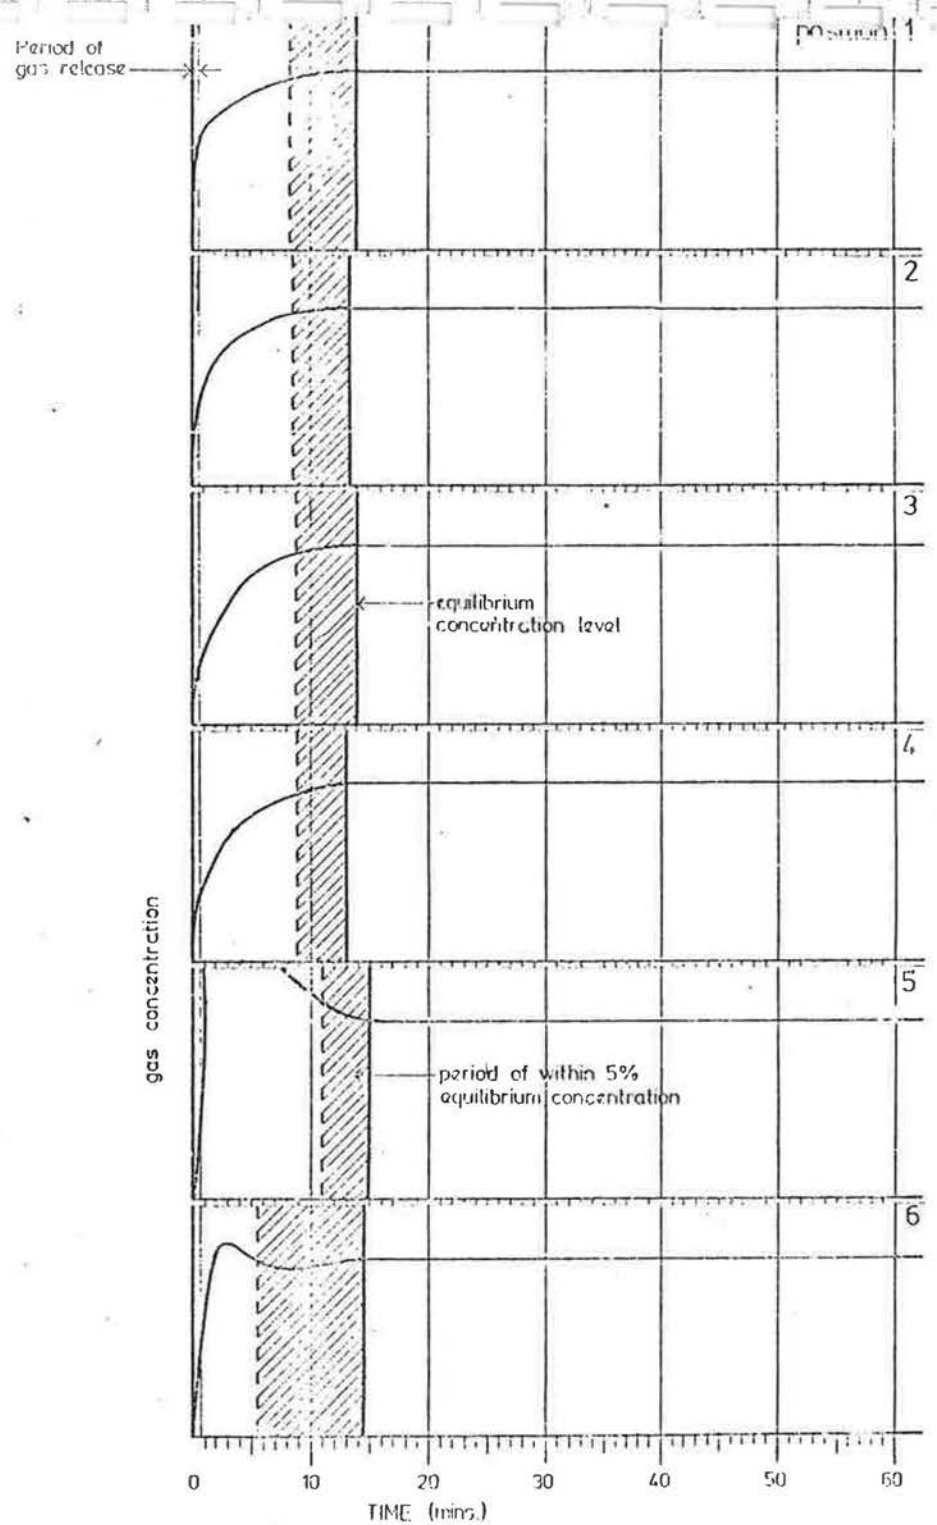 position 1
Period of
gas release
2
3
equilibrium
concentration level
4
gas concentration
5
period of within 5%
equilibrium concentration
6
0 10 20 30 40 50 60
TIME (mins.)